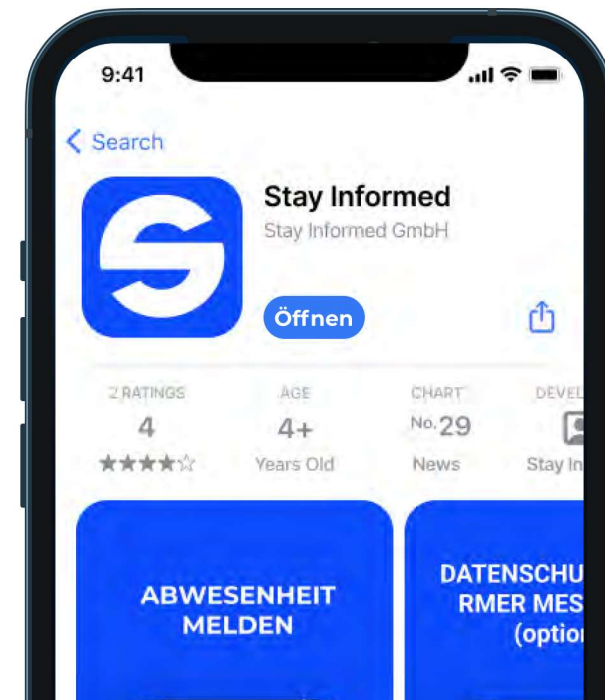 9:41
Search
Stay Informed
Stay Informed GmbH
Öffnen
2 RATINGS AGE CHART DEVEL
4 4+ No.29
Years Old News Stay In
ABWESENHEIT
MELDEN
DATENSCHU
RMER MES
(option